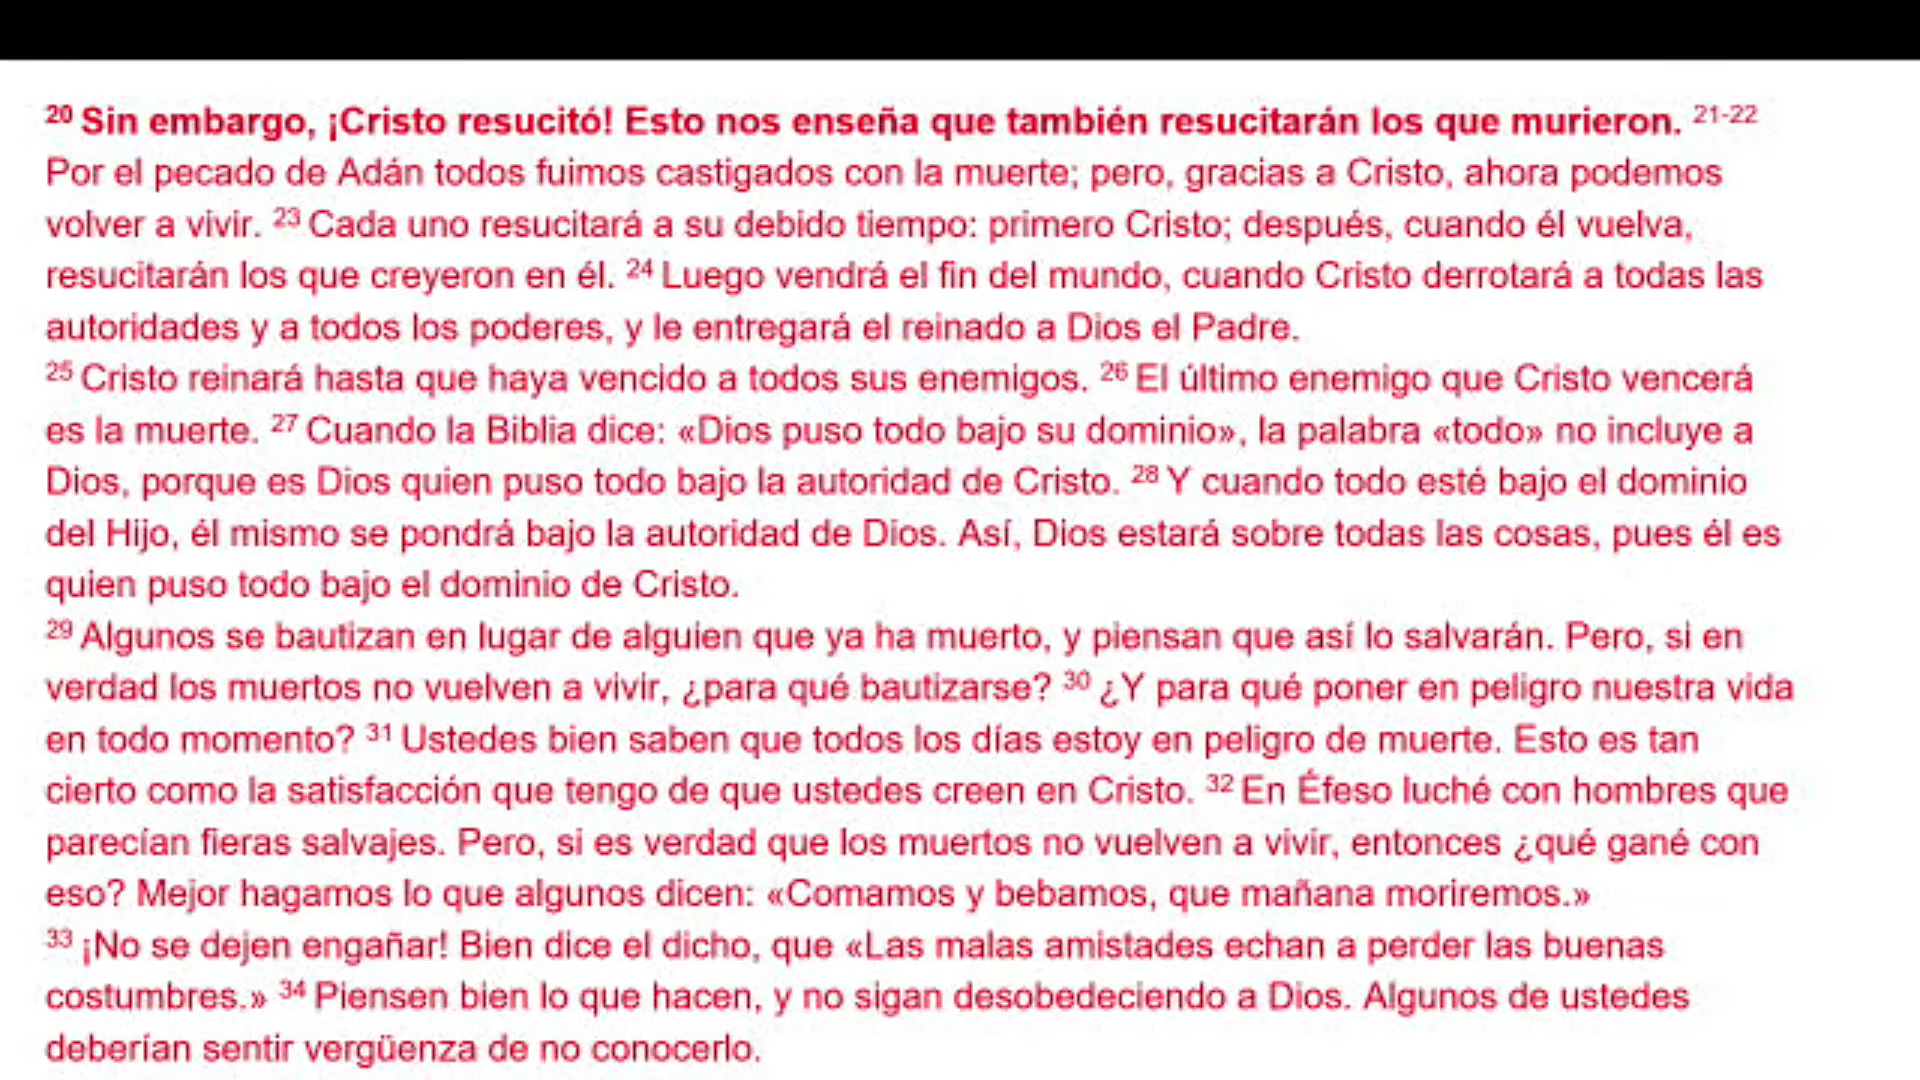 20 Sin embargo, ¡Cristo resucitó! Esto nos enseña que también resucitarán los que murieron. 21-22
Por el pecado de Adán todos fuimos castigados con la muerte; pero, gracias a Cristo, ahora podemos
volver a vivir. 23 Cada uno resucitará a su debido tiempo: primero Cristo; después, cuando él vuelva,
resucitarán los que creyeron en él. 24 Luego vendrá el fin del mundo, cuando Cristo derrotará a todas las
autoridades y a todos los poderes, y le entregará el reinado a Dios el Padre.
25 Cristo reinará hasta que haya vencido a todos sus enemigos. 26 El último enemigo que Cristo vencerá
es la muerte. 27 Cuando la Biblia dice: «Dios puso todo bajo su dominio», la palabra «todo» no incluye a
Dios, porque es Dios quien puso todo bajo la autoridad de Cristo. 28 Y cuando todo esté bajo el dominio
del Hijo, él mismo se pondrá bajo la autoridad de Dios. Así, Dios estará sobre todas las cosas, pues él es
quien puso todo bajo el dominio de Cristo.
29 Algunos se bautizan en lugar de alguien que ya ha muerto, y piensan que así lo salvarán. Pero, si en
verdad los muertos no vuelven a vivir, ¿para qué bautizarse? 30 ¿Y para qué poner en peligro nuestra vida
en todo momento? 31 Ustedes bien saben que todos los días estoy en peligro de muerte. Esto es tan
cierto como la satisfacción que tengo de que ustedes creen en Cristo. 32 En Éfeso luché con hombres que
parecían fieras salvajes. Pero, si es verdad que los muertos no vuelven a vivir, entonces ¿qué gané con
eso? Mejor hagamos lo que algunos dicen: «Comamos y bebamos, que mañana moriremos.»
33 ¡No se dejen engañar! Bien dice el dicho, que «Las malas amistades echan a perder las buenas
costumbres.» 34 Piensen bien lo que hacen, y no sigan desobedeciendo a Dios. Algunos de ustedes
deberían sentir vergüenza de no conocerlo.